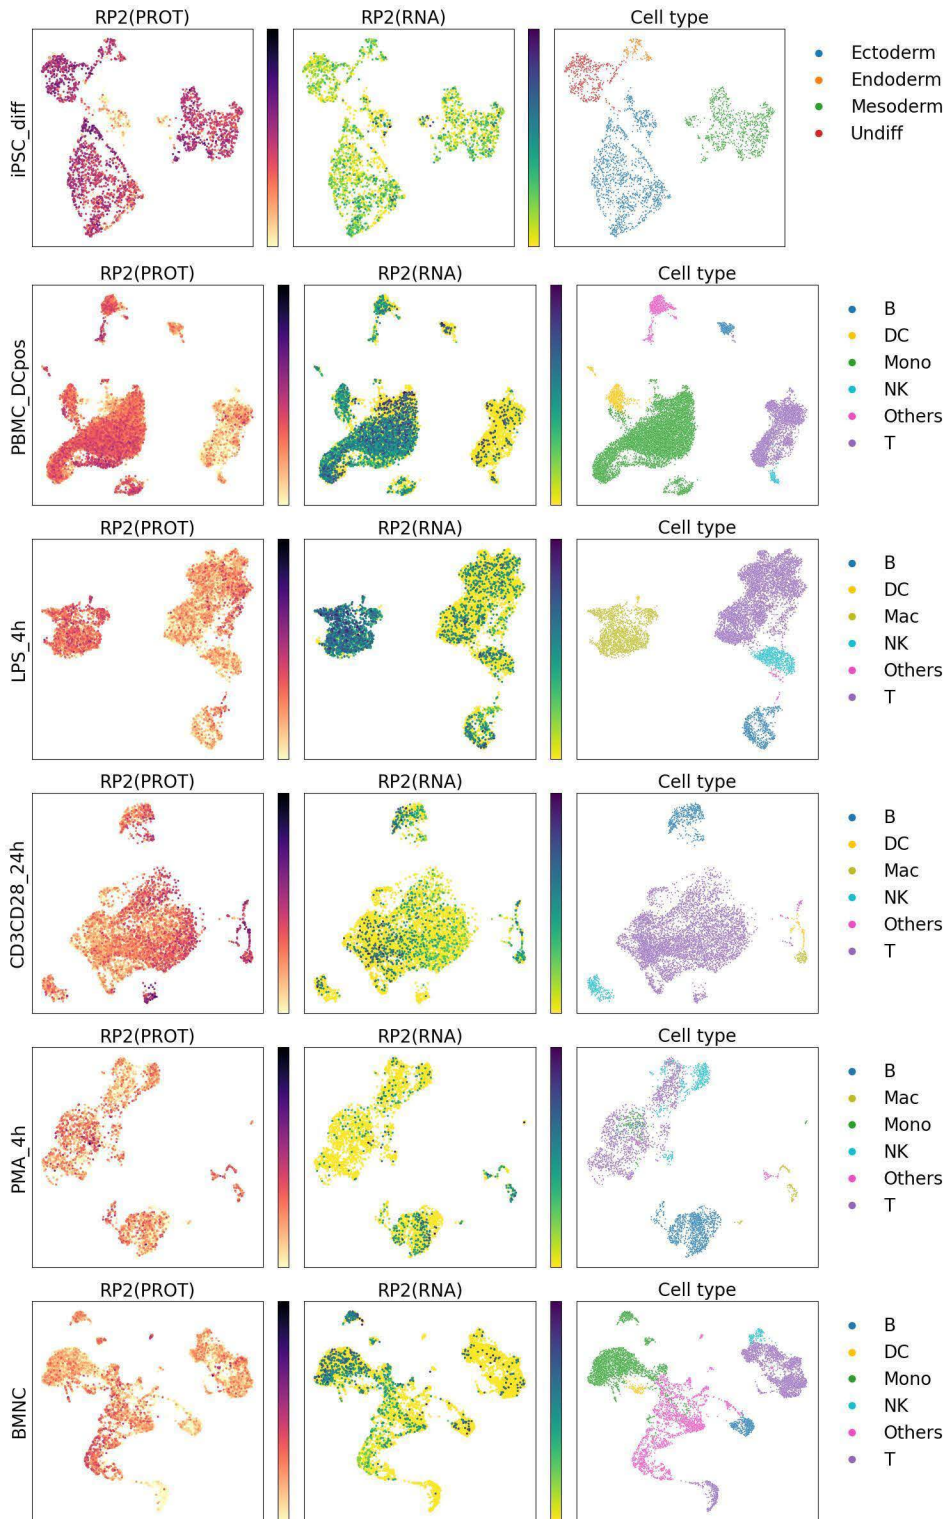 RP2(PROT) RP2(RNA) Cell type
iPSC_diff
Ectoderm
Endoderm
Mesoderm
Undiff
RP2(PROT) RP2(RNA) Cell type
PBMC_DCpos
B
DC
Mono
NK
Others
T
RP2(PROT) RP2(RNA) Cell type
LPS_4h
B
DC
Mac
NK
Others
T
RP2(PROT) RP2(RNA) Cell type
CD3CD28_24h
B
DC
Mac
NK
Others
T
RP2(PROT) RP2(RNA) Cell type
PMA_4h
B
Mac
Mono
NK
Others
T
RP2(PROT) RP2(RNA) Cell type
BMNC
B
DC
Mono
NK
Others
T